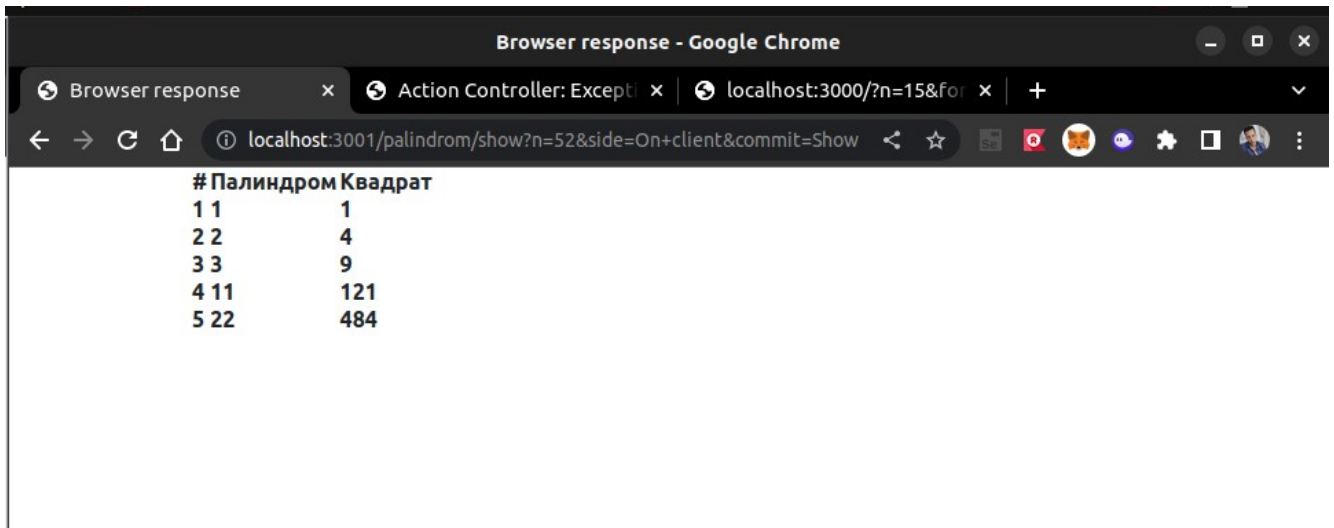 Browser response - Google Chrome
Browser response Action Controller: Excepti localhost:3000/?n=15&for
localhost:3001/palindrom/show?n=52&side=On+client&commit=Show
# Палиндром Квадрат
1 1 1
2 2 4
3 3 9
4 11 121
5 22 484